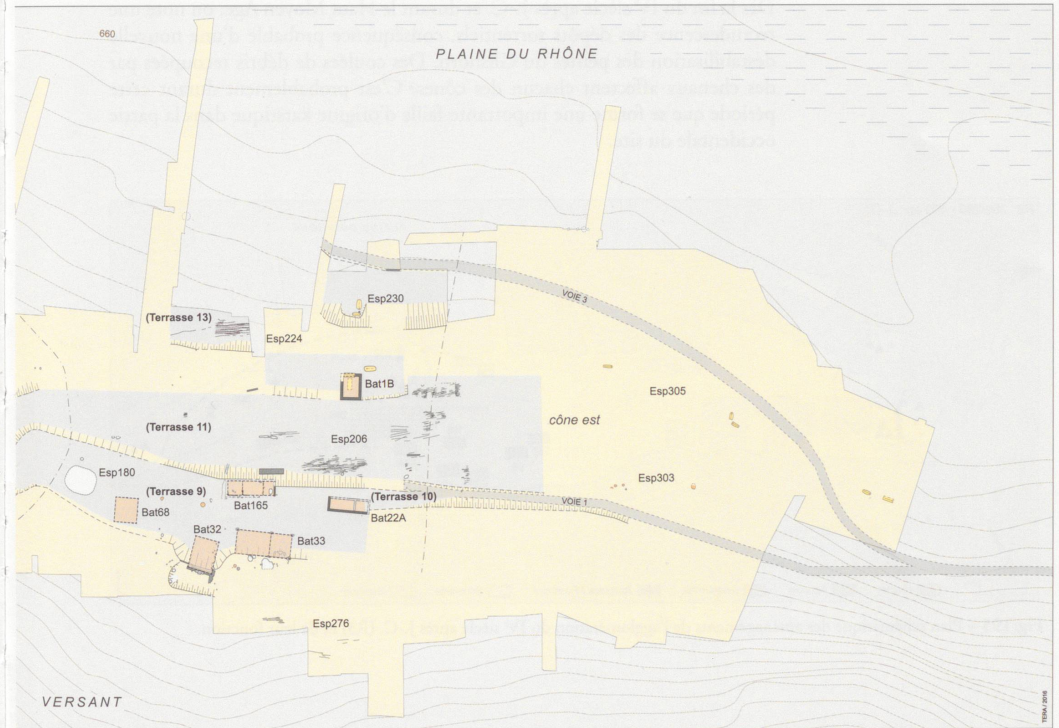 660
PLAINE DU RHÔNE
VOIE 3
Esp230
(Terrasse 13)
Esp224
Bat1B
Esp305
cône est
(Terrasse 11)
Esp206
Esp180
Esp303
(Terrasse 9)
(Terrasse 10)
Bat165
VOIE 1
Bat68
Bat22A
Bat32
Bat33
Esp276
VERSANT
TERA / 2018